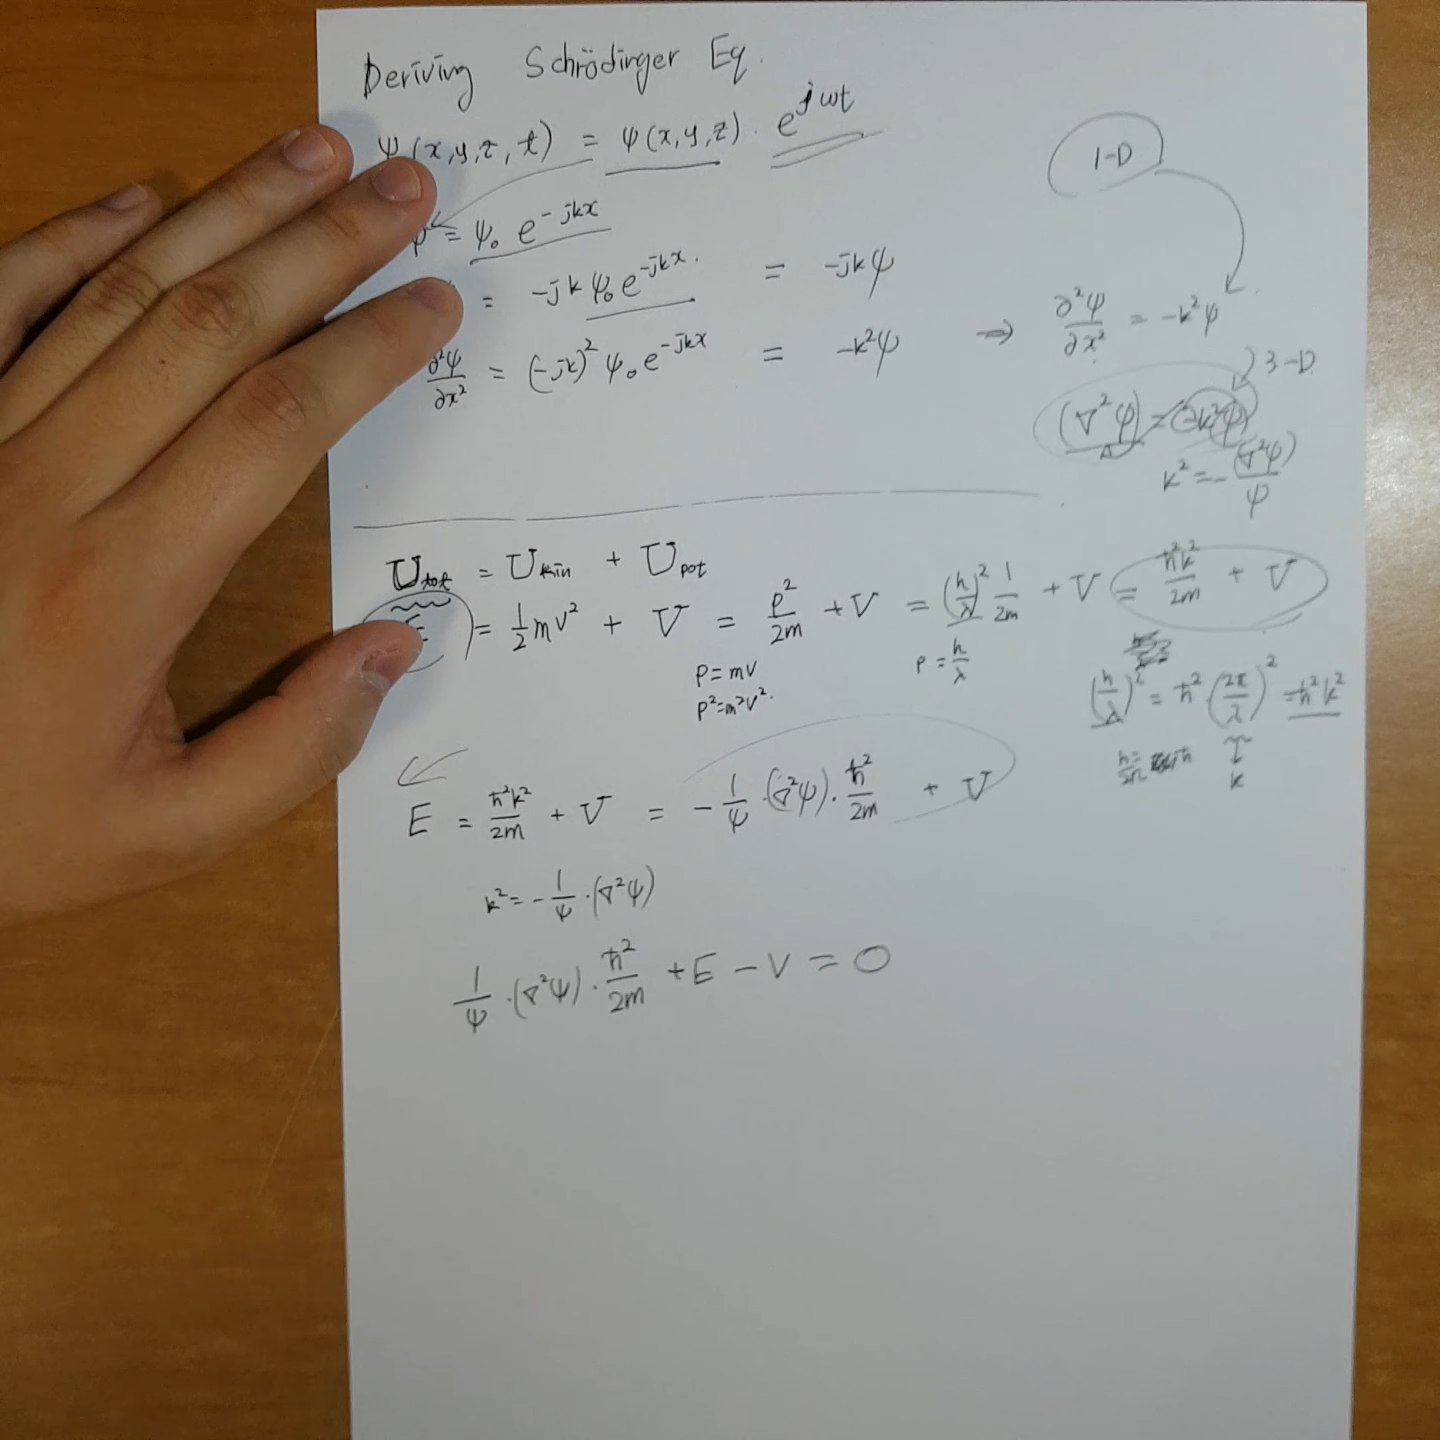 Deriving Schrödinger Eq.
ψ(x,y,z,t) = ψ(x,y,z) · e^{jωt}
1-D
= ψ₀ e^{-jkx}
= -jk ψ₀ e^{-jkx} = -jkψ
∂²ψ/∂x² = (-jk)² ψ₀ e^{-jkx} = -k²ψ ⇒ ∂²ψ/∂x² = -k²ψ
3-D
(∇²ψ) = -k²ψ
k² = -(∇²ψ)/ψ
U_tot = U_kin + U_pot
E = ½mv² + V = p²/2m + V = (h/λ)² 1/2m + V = ħ²k²/2m + V
p = mv
p² = m²v²
p = h/λ
(h/λ)² = ħ² · (2π/λ)² = ħ²k²
k
E = ħ²k²/2m + V = -1/ψ · (∇²ψ) · ħ²/2m + V
k² = -1/ψ · (∇²ψ)
1/ψ · (∇²ψ) · ħ²/2m + E - V = 0